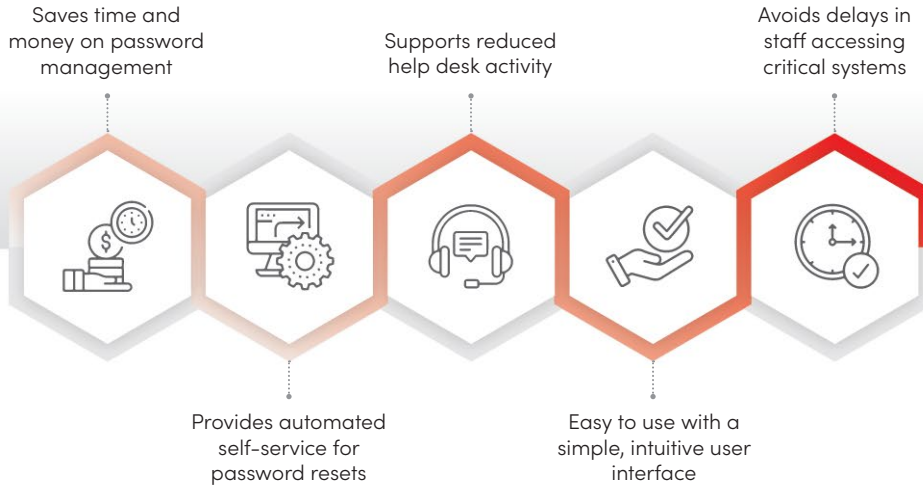 Saves time and
money on password
management
Provides automated
self-service for
password resets
Supports reduced
help desk activity
Easy to use with a
simple, intuitive user
interface
Avoids delays in
staff accessing
critical systems
$